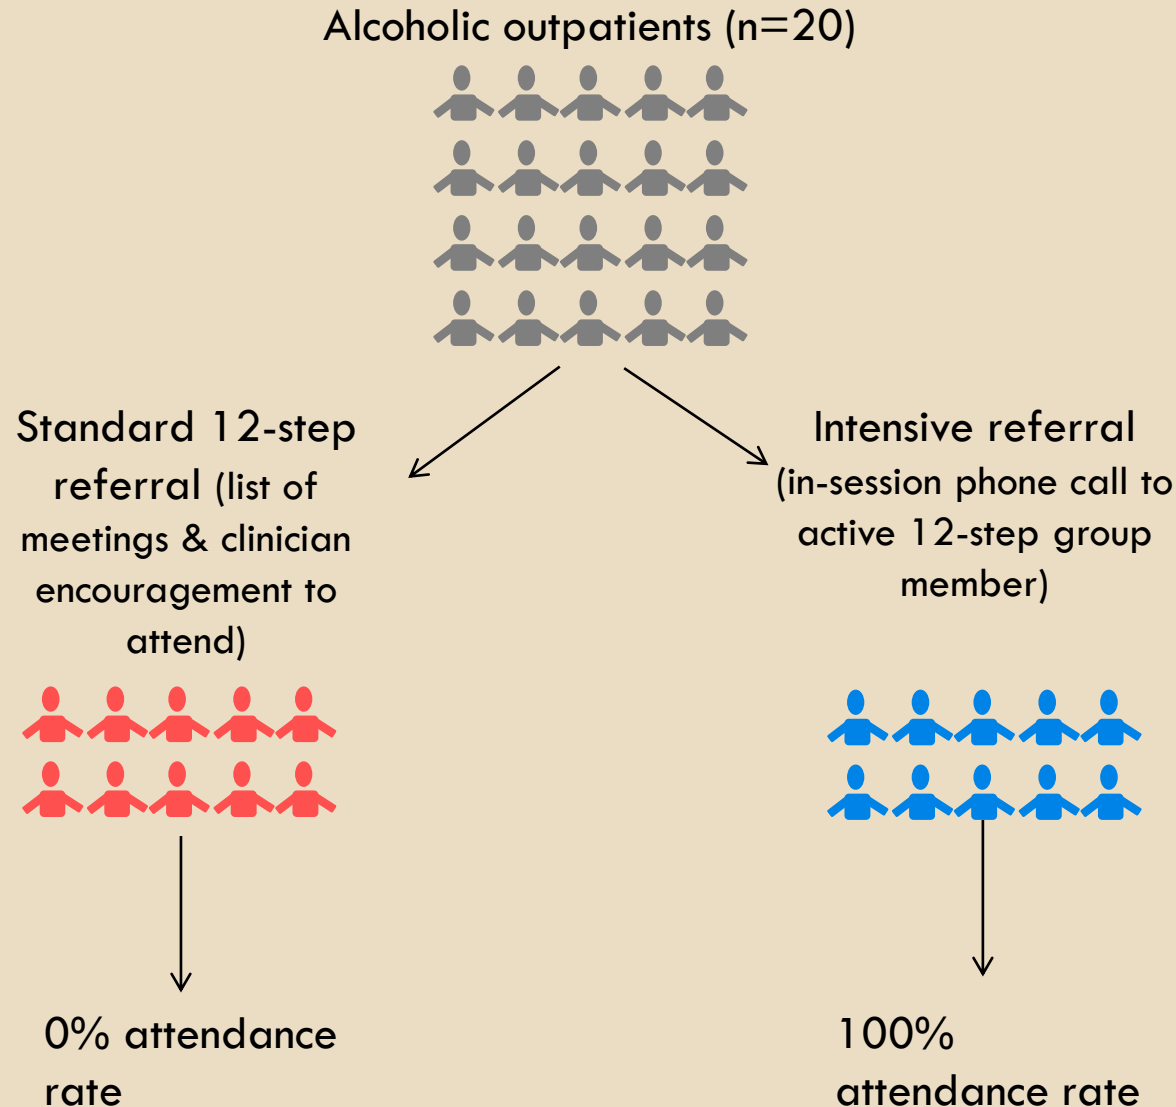 Alcoholic outpatients (n=20)
Standard 12-step
referral (list of
meetings & clinician
encouragement to
attend)
Intensive referral
(in-session phone call to
active 12-step group
member)
0% attendance
rate
100%
attendance rate